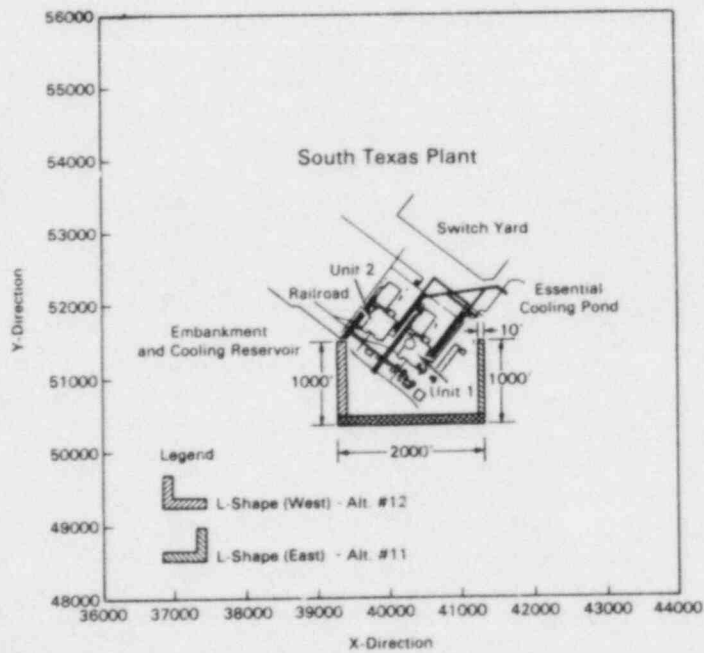 56000
55000
54000
53000
52000
51000
50000
49000
48000
Y-Direction
South Texas Plant
Switch Yard
Unit 2
Railroad
Essential
Cooling Pond
Embankment
and Cooling Reservoir
10'
1000'
1000'
Unit 1
2000'
Legend
L-Shape (West) - Alt. #12
L-Shape (East) - Alt. #11
36000 37000 38000 39000 40000 41000 42000 43000 44000
X-Direction